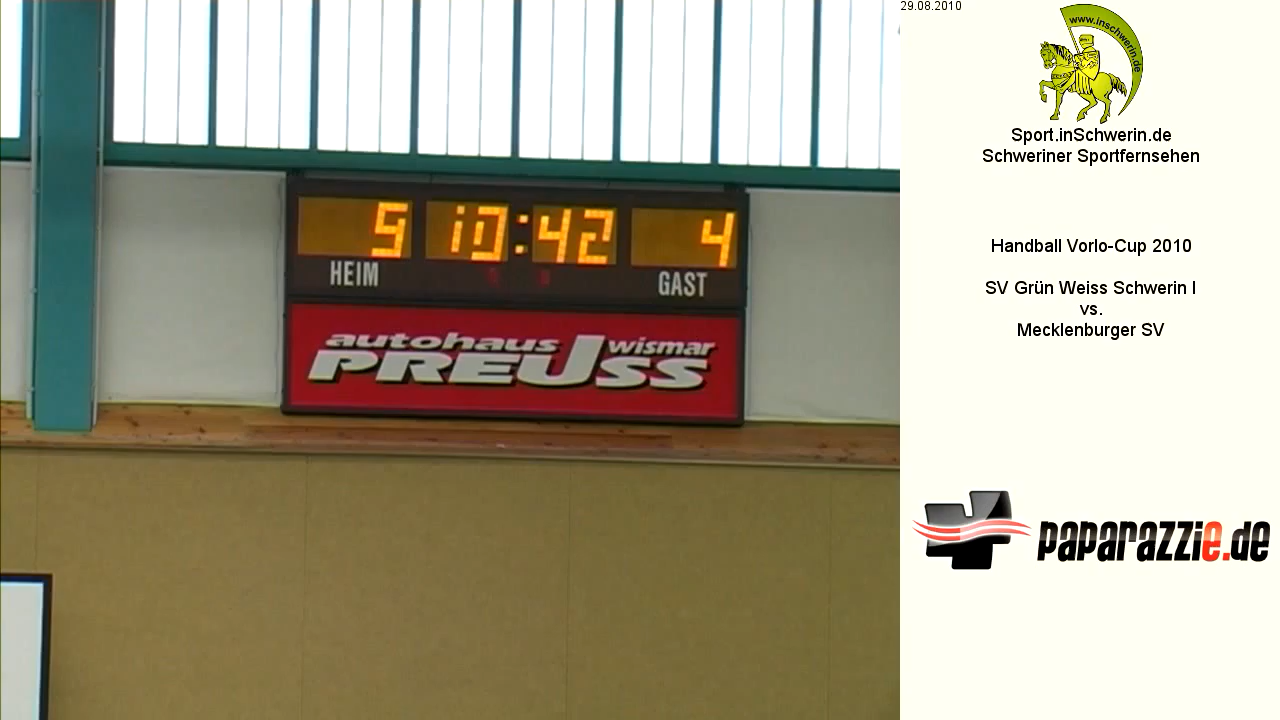 5 10:42 4
HEIM GAST
autohaus wismar
PREUSS
29.08.2010
www.inschwerin.de
Sport.inSchwerin.de
Schweriner Sportfernsehen
Handball Vorlo-Cup 2010
SV Grün Weiss Schwerin I
vs.
Mecklenburger SV
paparazzie.de